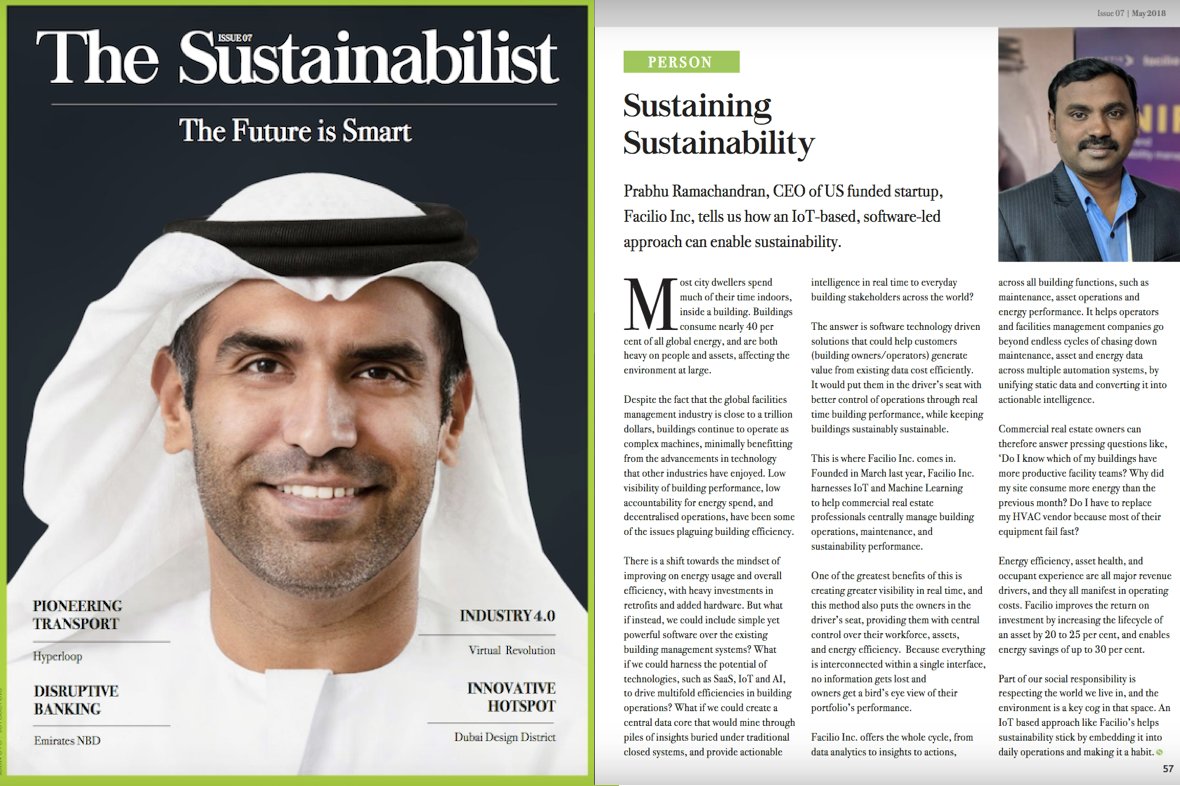 The Sustainabilist
ISSUE 07
The Future is Smart
PIONEERING
TRANSPORT
Hyperloop
DISRUPTIVE
BANKING
Emirates NBD
INDUSTRY 4.0
Virtual Revolution
INNOVATIVE
HOTSPOT
Dubai Design District
Issue 07 | May 2018
PERSON
Sustaining
Sustainability
Prabhu Ramachandran, CEO of US funded startup,
Facilio Inc, tells us how an IoT-based, software-led
approach can enable sustainability.
Most city dwellers spend
much of their time indoors,
inside a building. Buildings
consume nearly 40 per
cent of all global energy, and are both
heavy on people and assets, affecting the
environment at large.
Despite the fact that the global facilities
management industry is close to a trillion
dollars, buildings continue to operate as
complex machines, minimally benefitting
from the advancements in technology
that other industries have enjoyed. Low
visibility of building performance, low
accountability for energy spend, and
decentralised operations, have been some
of the issues plaguing building efficiency.
There is a shift towards the mindset of
improving on energy usage and overall
efficiency, with heavy investments in
retrofits and added hardware. But what
if instead, we could include simple yet
powerful software over the existing
building management systems? What
if we could harness the potential of
technologies, such as SaaS, IoT and AI,
to drive multifold efficiencies in building
operations? What if we could create a
central data core that would mine through
piles of insights buried under traditional
closed systems, and provide actionable
intelligence in real time to everyday
building stakeholders across the world?
The answer is software technology driven
solutions that could help customers
(building owners/operators) generate
value from existing data cost efficiently.
It would put them in the driver's seat with
better control of operations through real
time building performance, while keeping
buildings sustainably sustainable.
This is where Facilio Inc. comes in.
Founded in March last year, Facilio Inc.
harnesses IoT and Machine Learning
to help commercial real estate
professionals centrally manage building
operations, maintenance, and
sustainability performance.
One of the greatest benefits of this is
creating greater visibility in real time, and
this method also puts the owners in the
driver's seat, providing them with central
control over their workforce, assets,
and energy efficiency. Because everything
is interconnected within a single interface,
no information gets lost and
owners get a bird's eye view of their
portfolio's performance.
Facilio Inc. offers the whole cycle, from
data analytics to insights to actions,
facilio
across all building functions, such as
maintenance, asset operations and
energy performance. It helps operators
and facilities management companies go
beyond endless cycles of chasing down
maintenance, asset and energy data
across multiple automation systems, by
unifying static data and converting it into
actionable intelligence.
Commercial real estate owners can
therefore answer pressing questions like,
"Do I know which of my buildings have
more productive facility teams? Why did
my site consume more energy than the
previous month? Do I have to replace
my HVAC vendor because most of their
equipment fail fast?
Energy efficiency, asset health, and
occupant experience are all major revenue
drivers, and they all manifest in operating
costs. Facilio improves the return on
investment by increasing the lifecycle of
an asset by 20 to 25 per cent, and enables
energy savings of up to 30 per cent.
Part of our social responsibility is
respecting the world we live in, and the
environment is a key cog in that space. An
IoT based approach like Facilio's helps
sustainability stick by embedding it into
daily operations and making it a habit.
57